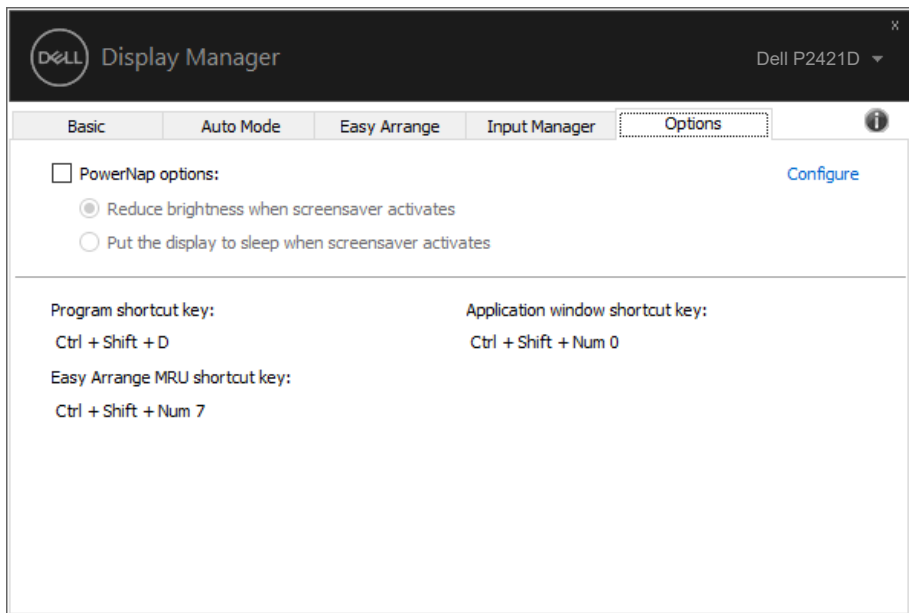 x
DELL Display Manager
Dell P2421D
Basic Auto Mode Easy Arrange Input Manager Options
PowerNap options: Configure
Reduce brightness when screensaver activates
Put the display to sleep when screensaver activates
Program shortcut key: Application window shortcut key:
Ctrl + Shift + D Ctrl + Shift + Num 0
Easy Arrange MRU shortcut key:
Ctrl + Shift + Num 7